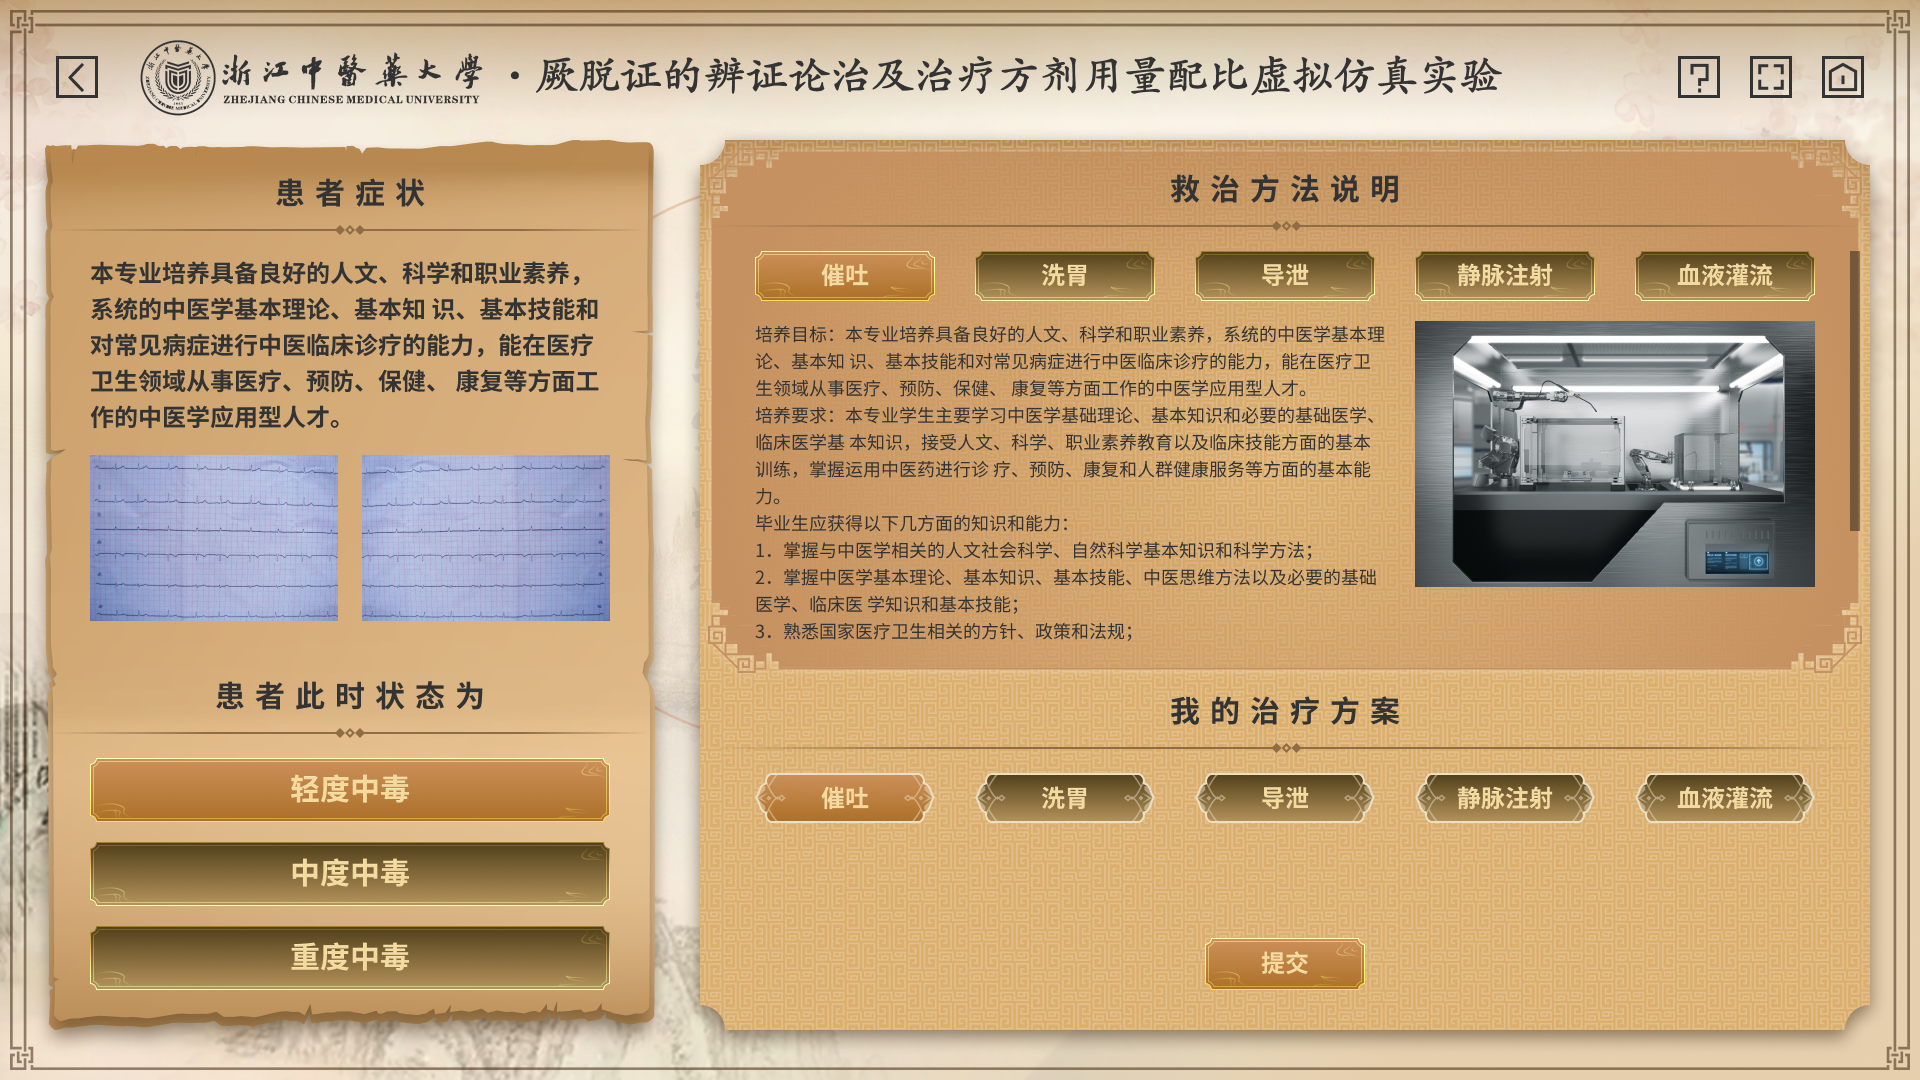 浙江中醫藥大學
ZHEJIANG CHINESE MEDICAL UNIVERSITY
·厥脱证的辨证论治及治疗方剂用量配比虚拟仿真实验
患者症状
本专业培养具备良好的人文、科学和职业素养，
系统的中医学基本理论、基本知 识、基本技能和
对常见病症进行中医临床诊疗的能力，能在医疗
卫生领域从事医疗、预防、保健、 康复等方面工
作的中医学应用型人才。
患者此时状态为
轻度中毒
中度中毒
重度中毒
救治方法说明
催吐
洗胃
导泄
静脉注射
血液灌流
培养目标：本专业培养具备良好的人文、科学和职业素养，系统的中医学基本理
论、基本知 识、基本技能和对常见病症进行中医临床诊疗的能力，能在医疗卫
生领域从事医疗、预防、保健、 康复等方面工作的中医学应用型人才。
培养要求：本专业学生主要学习中医学基础理论、基本知识和必要的基础医学、
临床医学基 本知识，接受人文、科学、职业素养教育以及临床技能方面的基本
训练，掌握运用中医药进行诊 疗、预防、康复和人群健康服务等方面的基本能
力。
毕业生应获得以下几方面的知识和能力：
1．掌握与中医学相关的人文社会科学、自然科学基本知识和科学方法；
2．掌握中医学基本理论、基本知识、基本技能、中医思维方法以及必要的基础
医学、临床医 学知识和基本技能；
3．熟悉国家医疗卫生相关的方针、政策和法规；
我的治疗方案
催吐
洗胃
导泄
静脉注射
血液灌流
提交